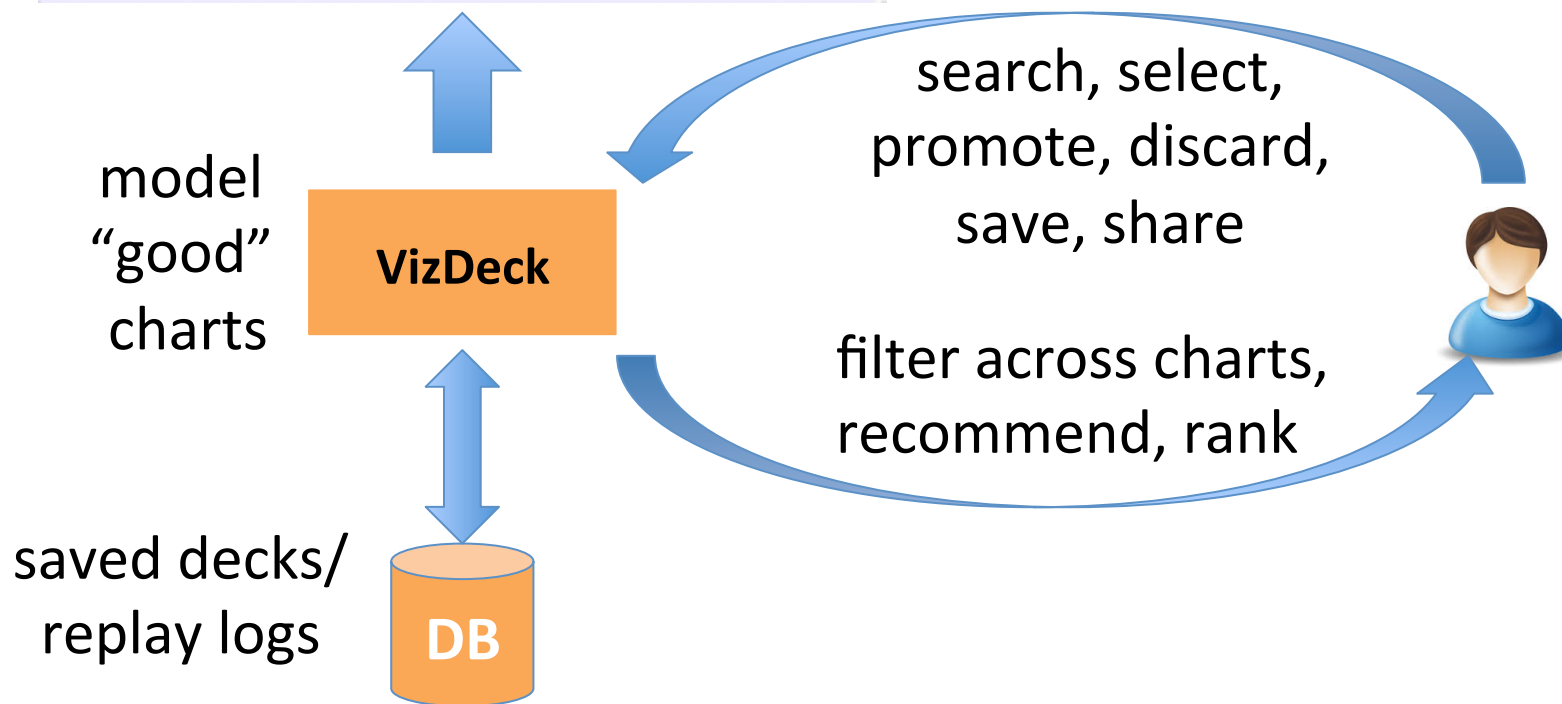 search, select,
promote, discard,
save, share
model
“good”
charts
VizDeck
filter across charts,
recommend, rank
saved decks/
replay logs
DB